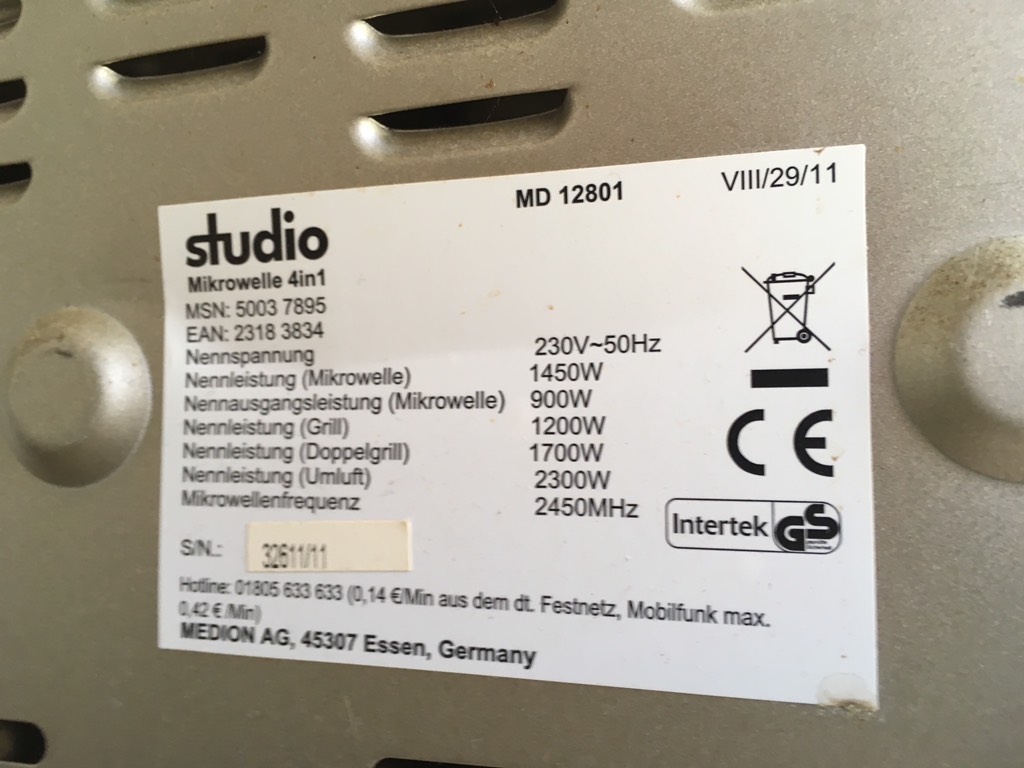 studio
MD 12801
VIII/29/11
Mikrowelle 4in1
MSN: 5003 7895
EAN: 2318 3834
Nennspannung 230V~50Hz
Nennleistung (Mikrowelle) 1450W
Nennausgangsleistung (Mikrowelle) 900W
Nennleistung (Grill) 1200W
Nennleistung (Doppelgrill) 1700W
Nennleistung (Umluft) 2300W
Mikrowellenfrequenz 2450MHz
CE
Intertek GS
geprüfte
Sicherheit
S/N.: 32611/11
Hotline: 01805 633 633 (0,14 €/Min aus dem dt. Festnetz, Mobilfunk max.
0,42 €/Min)
MEDION AG, 45307 Essen, Germany